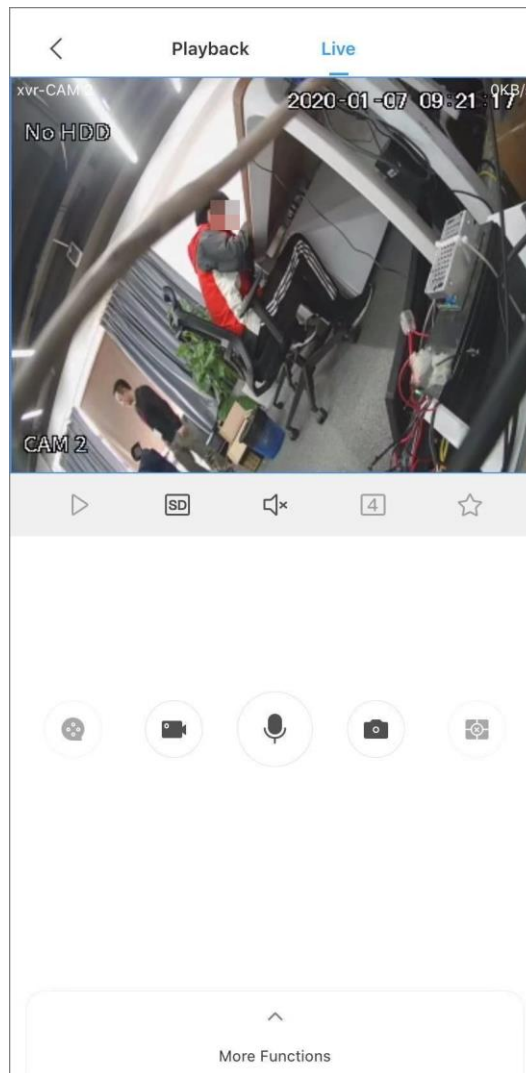 Playback Live
xvr-CAM 2 0KB/
2020-01-07 09:21:17
No HDD
CAM 2
SD 4
More Functions